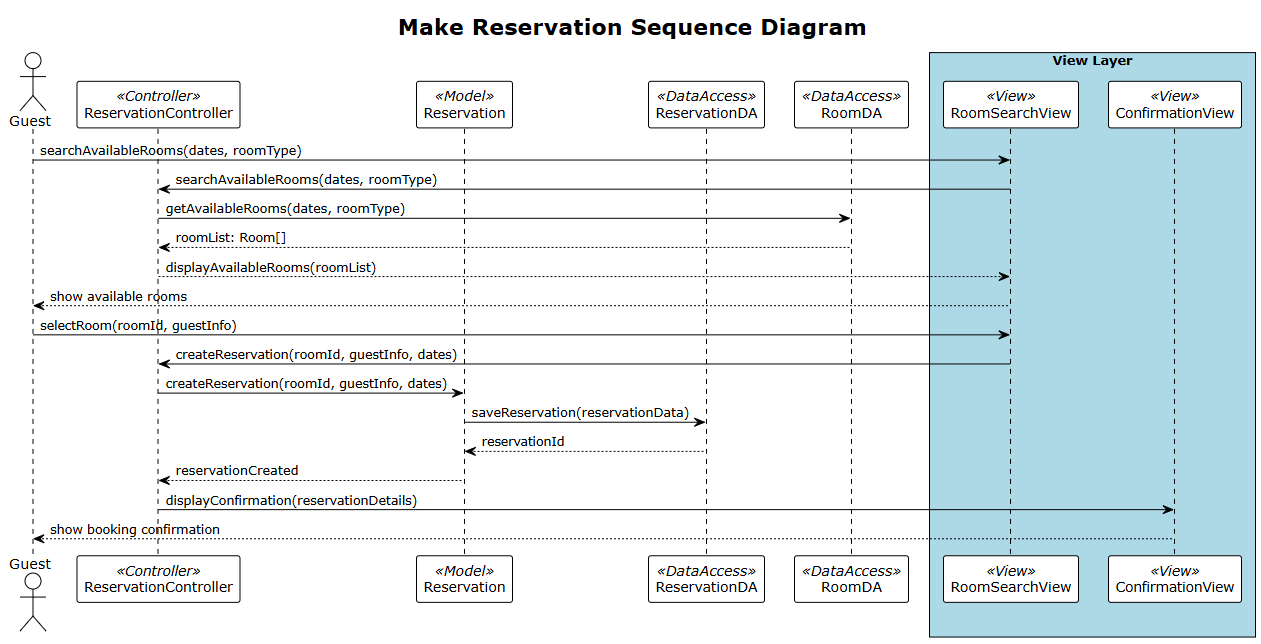 Make Reservation Sequence Diagram
View Layer
Guest
«Controller»
ReservationController
«Model»
Reservation
«DataAccess»
ReservationDA
«DataAccess»
RoomDA
«View»
RoomSearchView
«View»
ConfirmationView
searchAvailableRooms(dates, roomType)
searchAvailableRooms(dates, roomType)
getAvailableRooms(dates, roomType)
roomList: Room[]
displayAvailableRooms(roomList)
show available rooms
selectRoom(roomId, guestInfo)
createReservation(roomId, guestInfo, dates)
createReservation(roomId, guestInfo, dates)
saveReservation(reservationData)
reservationId
reservationCreated
displayConfirmation(reservationDetails)
show booking confirmation
Guest
«Controller»
ReservationController
«Model»
Reservation
«DataAccess»
ReservationDA
«DataAccess»
RoomDA
«View»
RoomSearchView
«View»
ConfirmationView